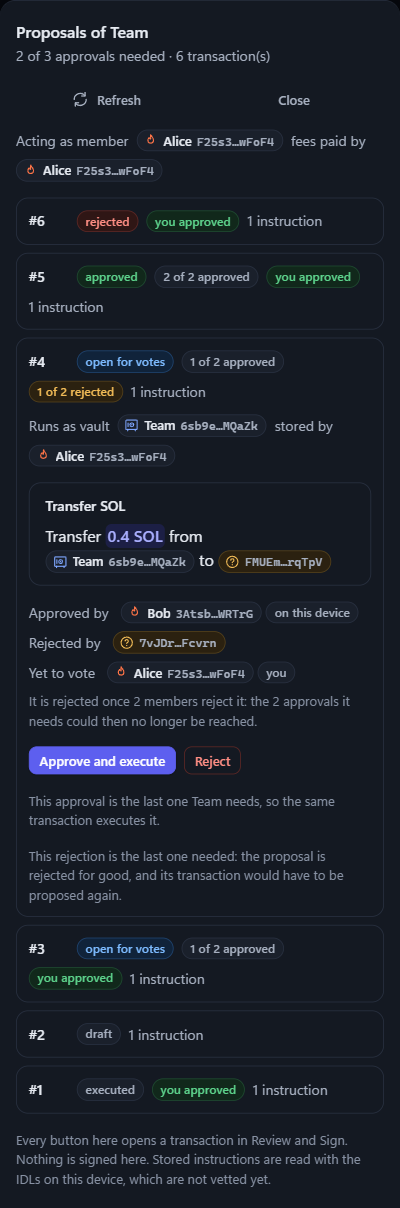 Proposals of Team
2 of 3 approvals needed · 6 transaction(s)
Refresh Close
Acting as member Alice F25s3…wFoF4 fees paid by
Alice F25s3…wFoF4
#6 rejected you approved 1 instruction
#5 approved 2 of 2 approved you approved
1 instruction
#4 open for votes 1 of 2 approved
1 of 2 rejected 1 instruction
Runs as vault Team 6sb9e…MQaZk stored by
Alice F25s3…wFoF4
Transfer SOL
Transfer 0.4 SOL from
Team 6sb9e…MQaZk to FMUEm…rqTpV
Approved by Bob 3Atsb…WRTrG on this device
Rejected by 7vJDr…Fcvrn
Yet to vote Alice F25s3…wFoF4 you
It is rejected once 2 members reject it: the 2 approvals it
needs could then no longer be reached.
Approve and execute Reject
This approval is the last one Team needs, so the same
transaction executes it.
This rejection is the last one needed: the proposal is
rejected for good, and its transaction would have to be
proposed again.
#3 open for votes 1 of 2 approved
you approved 1 instruction
#2 draft 1 instruction
#1 executed you approved 1 instruction
Every button here opens a transaction in Review and Sign.
Nothing is signed here. Stored instructions are read with the
IDLs on this device, which are not vetted yet.